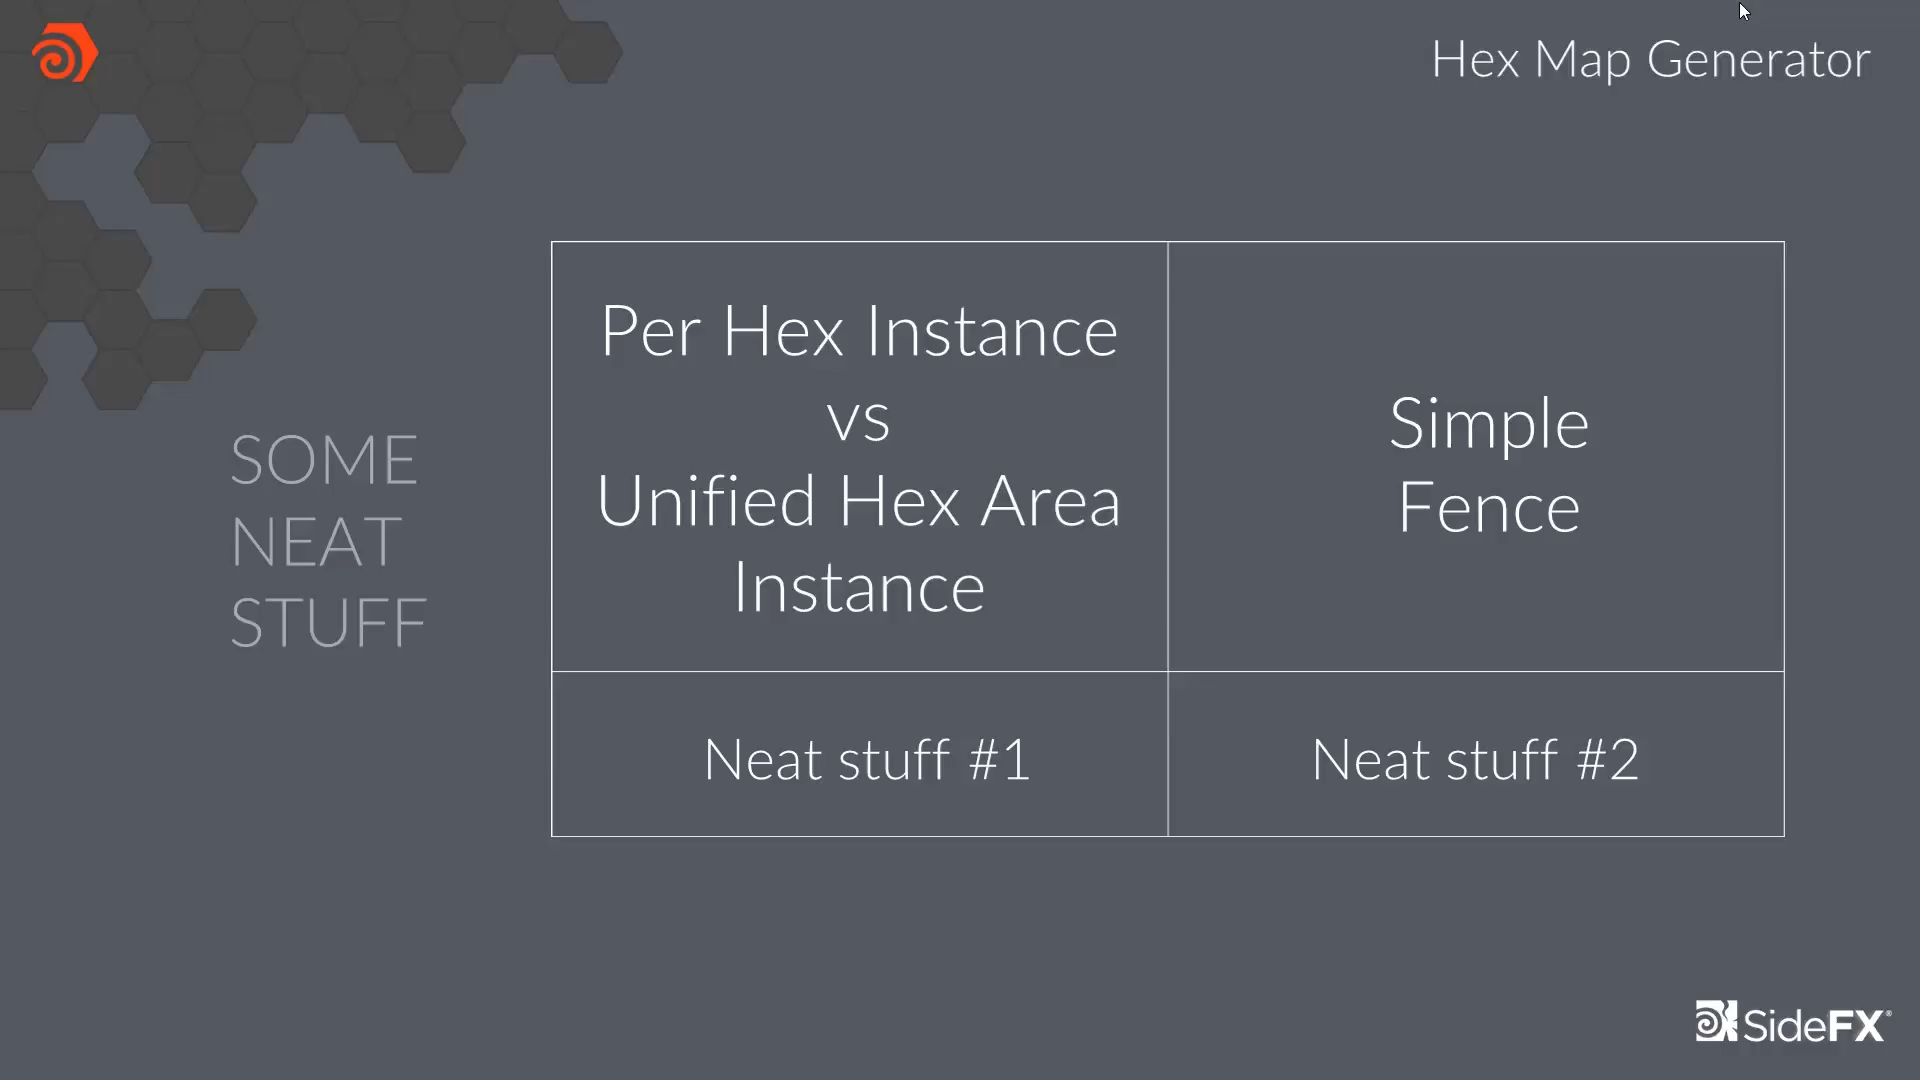 Hex Map Generator
SOME
NEAT
STUFF
Per Hex Instance
vs
Unified Hex Area
Instance
Simple
Fence
Neat stuff #1
Neat stuff #2
SideFX®